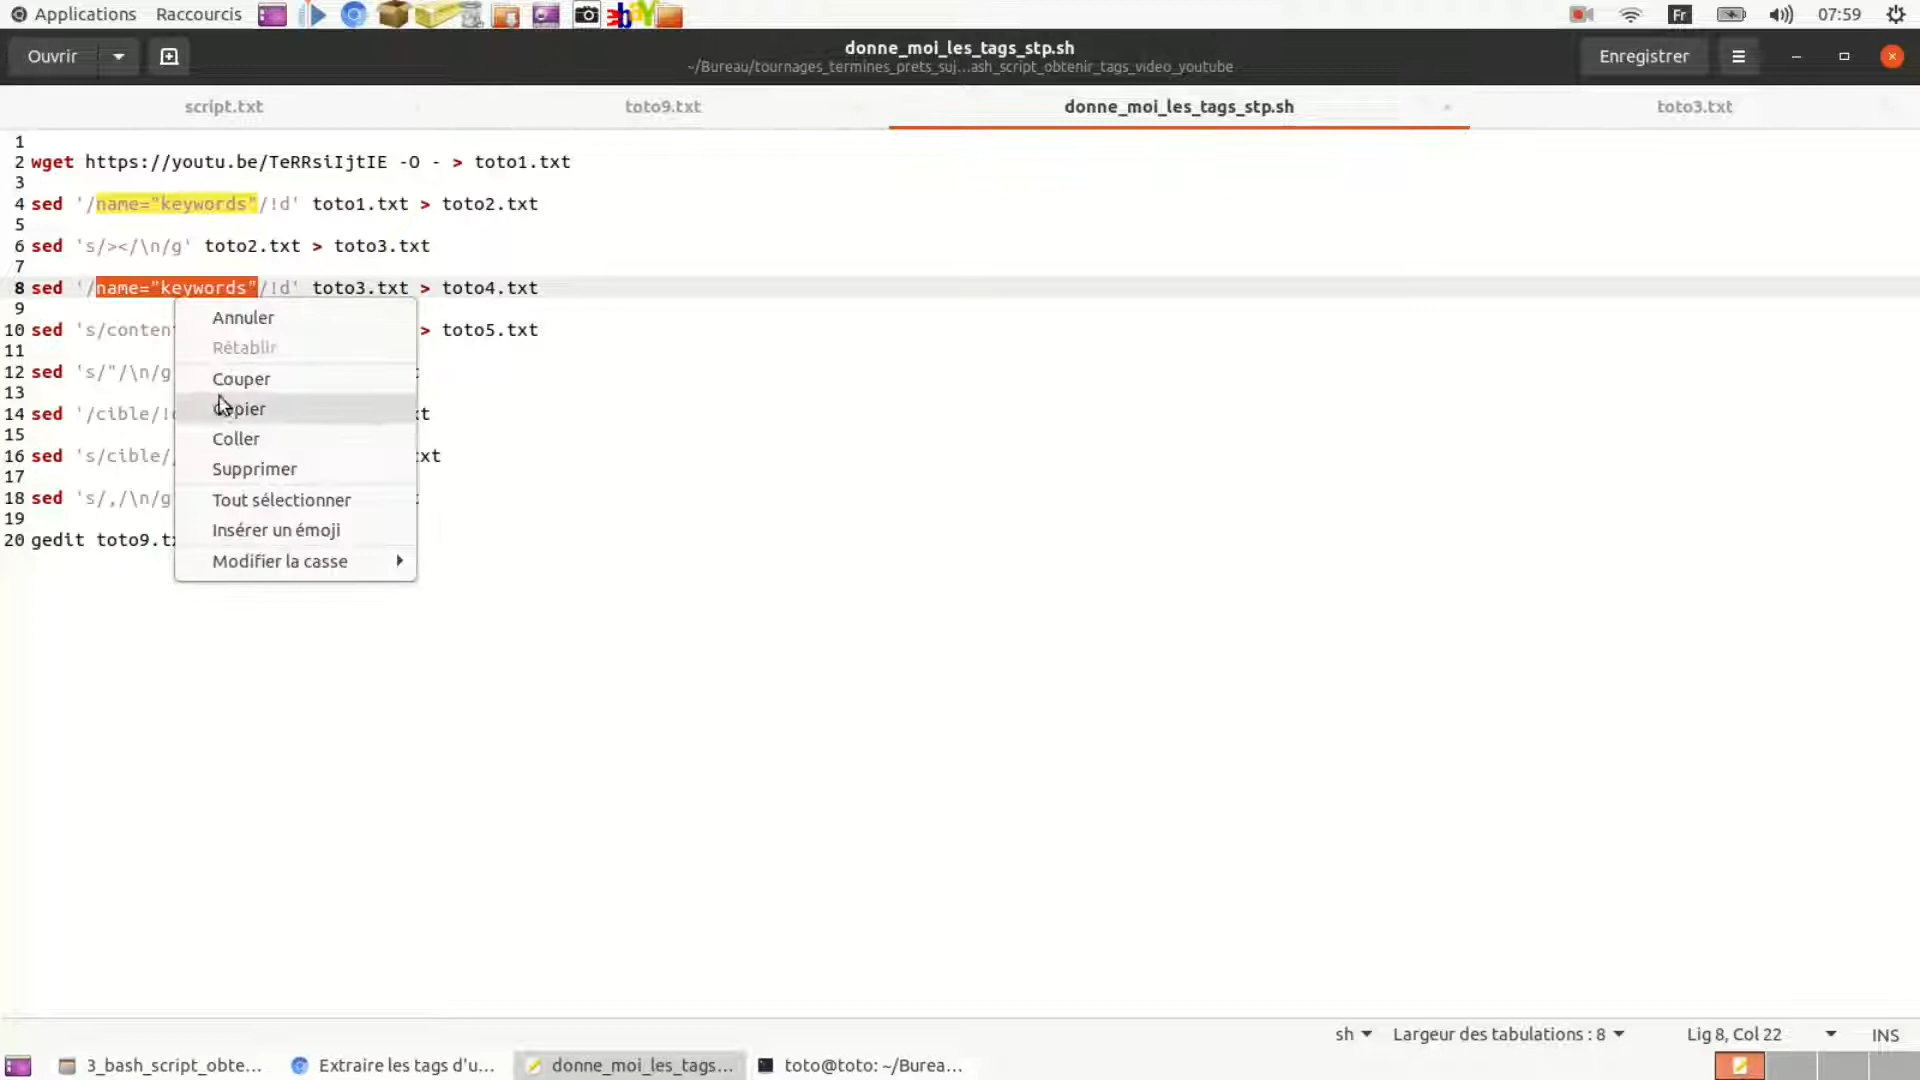 Applications Raccourcis Fr 07:59
Ouvrir donne_moi_les_tags_stp.sh Enregistrer
~/Bureau/tournages_termines_prets_suj...ash_script_obtenir_tags_video_youtube
script.txt toto9.txt donne_moi_les_tags_stp.sh toto3.txt
1
2 wget https://youtu.be/TeRRsiIjtIE -O - > toto1.txt
3
4 sed '/name="keywords"/!d' toto1.txt > toto2.txt
5
6 sed 's/></\n/g' toto2.txt > toto3.txt
7
8 sed '/name="keywords"/!d' toto3.txt > toto4.txt
9
10 sed 's/conten > toto5.txt
11
12 sed 's/"/\n/g
13
14 sed '/cible/!
15
16 sed 's/cible/ xt
17
18 sed 's/,/\n/g
19
20 gedit toto9.t
Annuler
Rétablir
Couper
Copier
Coller
Supprimer
Tout sélectionner
Insérer un émoji
Modifier la casse
sh Largeur des tabulations : 8 Lig 8, Col 22 INS
3_bash_script_obte... Extraire les tags d'u... donne_moi_les_tags... toto@toto: ~/Burea...